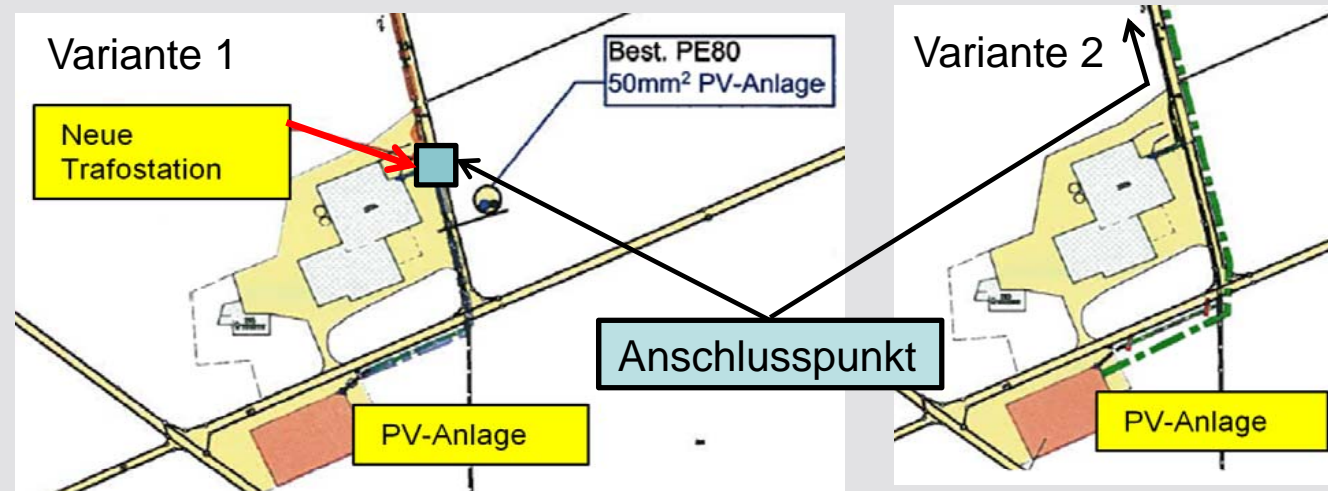 Variante 1
Best. PE80
50mm² PV-Anlage
Neue
Trafostation
PV-Anlage
Variante 2
Anschlusspunkt
PV-Anlage